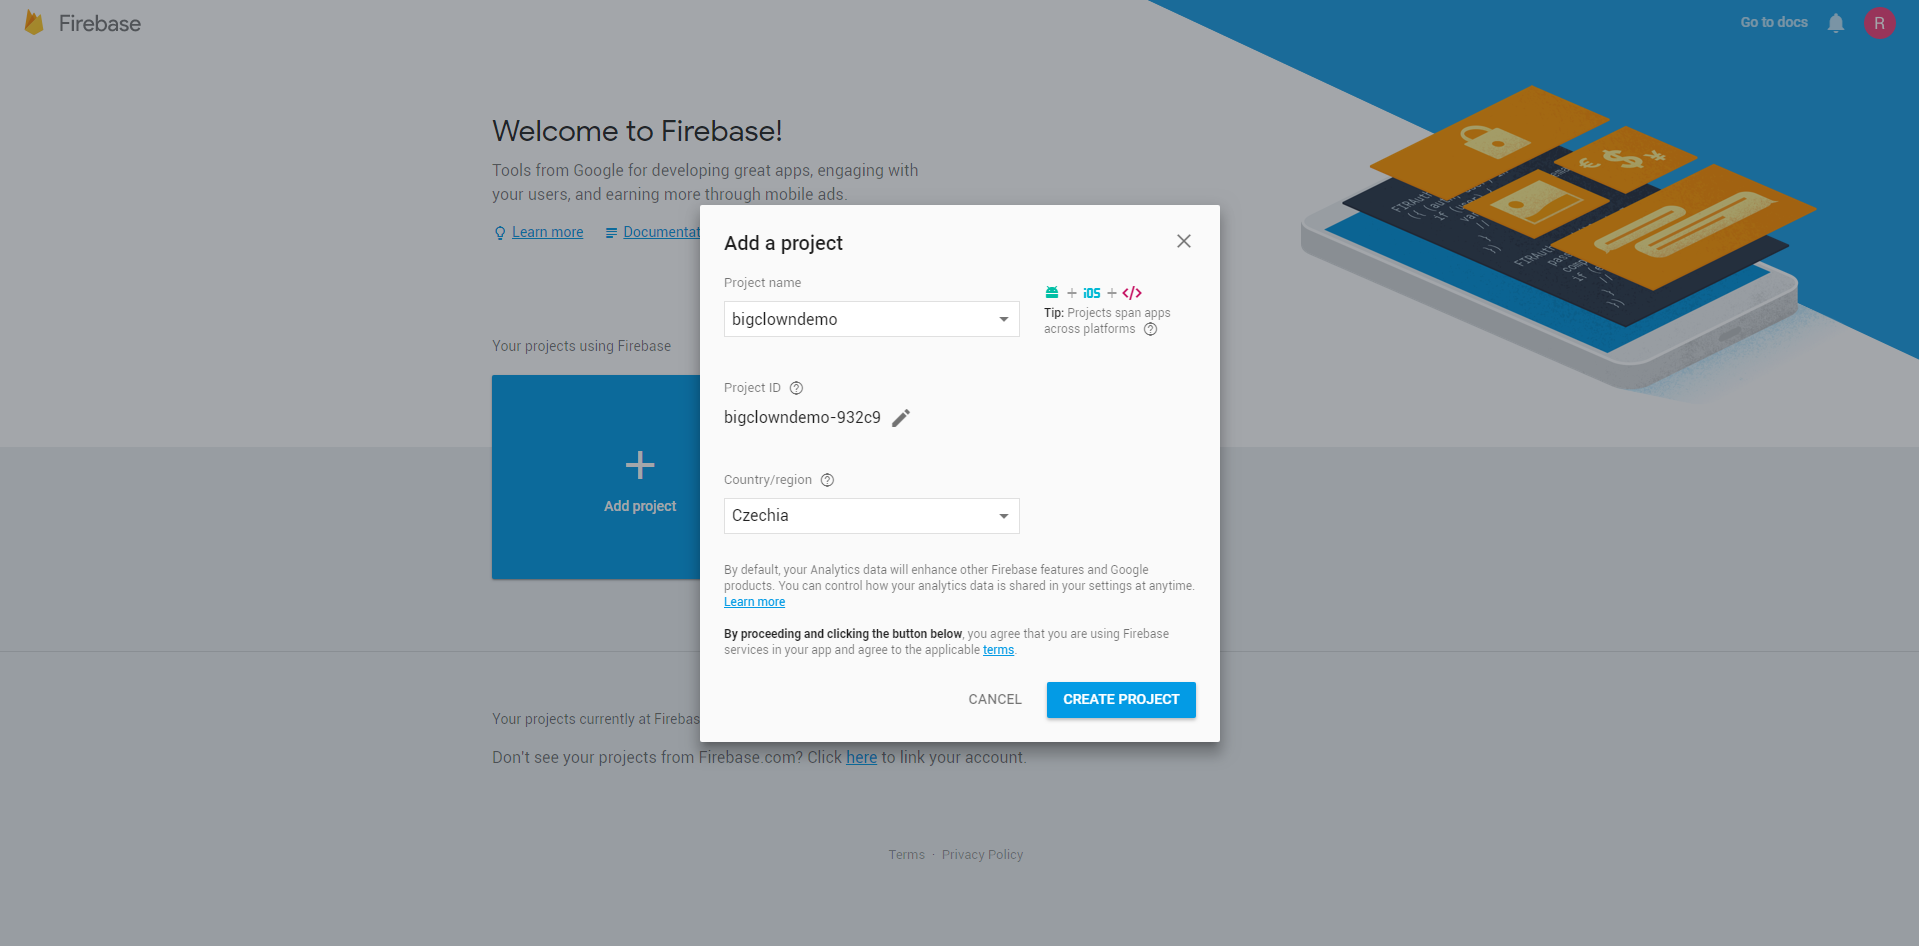 Firebase
Go to docs
R
Welcome to Firebase!
Tools from Google for developing great apps, engaging with
your users, and earning more through mobile ads.
Learn more
Documentat
Your projects using Firebase
Add project
Add a project
Project name
bigclowndemo
+ iOS + </>
Tip: Projects span apps
across platforms
Project ID
bigclowndemo-932c9
Country/region
Czechia
By default, your Analytics data will enhance other Firebase features and Google
products. You can control how your analytics data is shared in your settings at anytime.
Learn more
By proceeding and clicking the button below, you agree that you are using Firebase
services in your app and agree to the applicable terms.
CANCEL
CREATE PROJECT
Your projects currently at Firebas
Don't see your projects from Firebase.com? Click here to link your account.
Terms · Privacy Policy